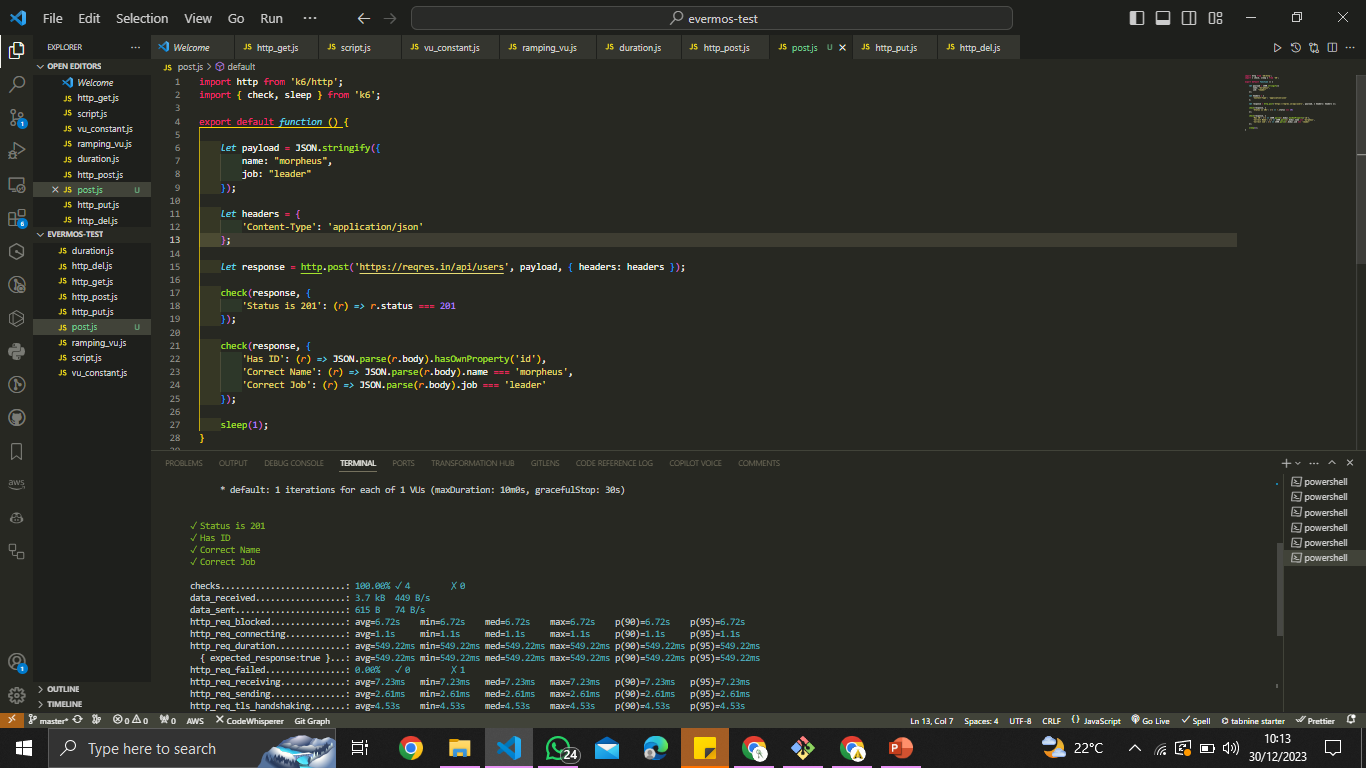 File Edit Selection View Go Run ··· evermos-test
EXPLORER ···
OPEN EDITORS
Welcome
JS http_get.js
JS script.js
JS vu_constant.js
JS ramping_vu.js
JS duration.js
JS http_post.js
JS post.js U
JS http_put.js
JS http_del.js
EVERMOS-TEST
JS duration.js
JS http_del.js
JS http_get.js
JS http_post.js
JS http_put.js
JS post.js U
JS ramping_vu.js
JS script.js
JS vu_constant.js
OUTLINE
TIMELINE
1
6
1
aws
Welcome JS http_get.js JS script.js JS vu_constant.js JS ramping_vu.js JS duration.js JS http_post.js JS post.js U JS http_put.js JS http_del.js
JS post.js > default
1 import http from 'k6/http';
2 import { check, sleep } from 'k6';
3
4 export default function () {
5
6 let payload = JSON.stringify({
7 name: "morpheus",
8 job: "leader"
9 });
10
11 let headers = {
12 'Content-Type': 'application/json'
13 };
14
15 let response = http.post('https://reqres.in/api/users', payload, { headers: headers });
16
17 check(response, {
18 'Status is 201': (r) => r.status === 201
19 });
20
21 check(response, {
22 'Has ID': (r) => JSON.parse(r.body).hasOwnProperty('id'),
23 'Correct Name': (r) => JSON.parse(r.body).name === 'morpheus',
24 'Correct Job': (r) => JSON.parse(r.body).job === 'leader'
25 });
26
27 sleep(1);
28 }
PROBLEMS OUTPUT DEBUG CONSOLE TERMINAL PORTS TRANSFORMATION HUB GITLENS CODE REFERENCE LOG COPILOT VOICE COMMENTS
* default: 1 iterations for each of 1 VUs (maxDuration: 10m0s, gracefulStop: 30s)
✓ Status is 201
✓ Has ID
✓ Correct Name
✓ Correct Job
checks.........................: 100.00% ✓ 4 ✗ 0
data_received..................: 3.7 kB 449 B/s
data_sent......................: 615 B 74 B/s
http_req_blocked...............: avg=6.72s min=6.72s med=6.72s max=6.72s p(90)=6.72s p(95)=6.72s
http_req_connecting............: avg=1.1s min=1.1s med=1.1s max=1.1s p(90)=1.1s p(95)=1.1s
http_req_duration..............: avg=549.22ms min=549.22ms med=549.22ms max=549.22ms p(90)=549.22ms p(95)=549.22ms
{ expected_response:true }...: avg=549.22ms min=549.22ms med=549.22ms max=549.22ms p(90)=549.22ms p(95)=549.22ms
http_req_failed................: 0.00% ✓ 0 ✗ 1
http_req_receiving.............: avg=7.23ms min=7.23ms med=7.23ms max=7.23ms p(90)=7.23ms p(95)=7.23ms
http_req_sending...............: avg=2.61ms min=2.61ms med=2.61ms max=2.61ms p(90)=2.61ms p(95)=2.61ms
http_req_tls_handshaking.......: avg=4.53s min=4.53s med=4.53s max=4.53s p(90)=4.53s p(95)=4.53s
powershell
powershell
powershell
powershell
powershell
powershell
master* 0 0 0 AWS CodeWhisperer Git Graph Ln 13, Col 7 Spaces: 4 UTF-8 CRLF {} JavaScript Go Live Spell tabnine starter Prettier
Type here to search 24 22°C 10:13
30/12/2023